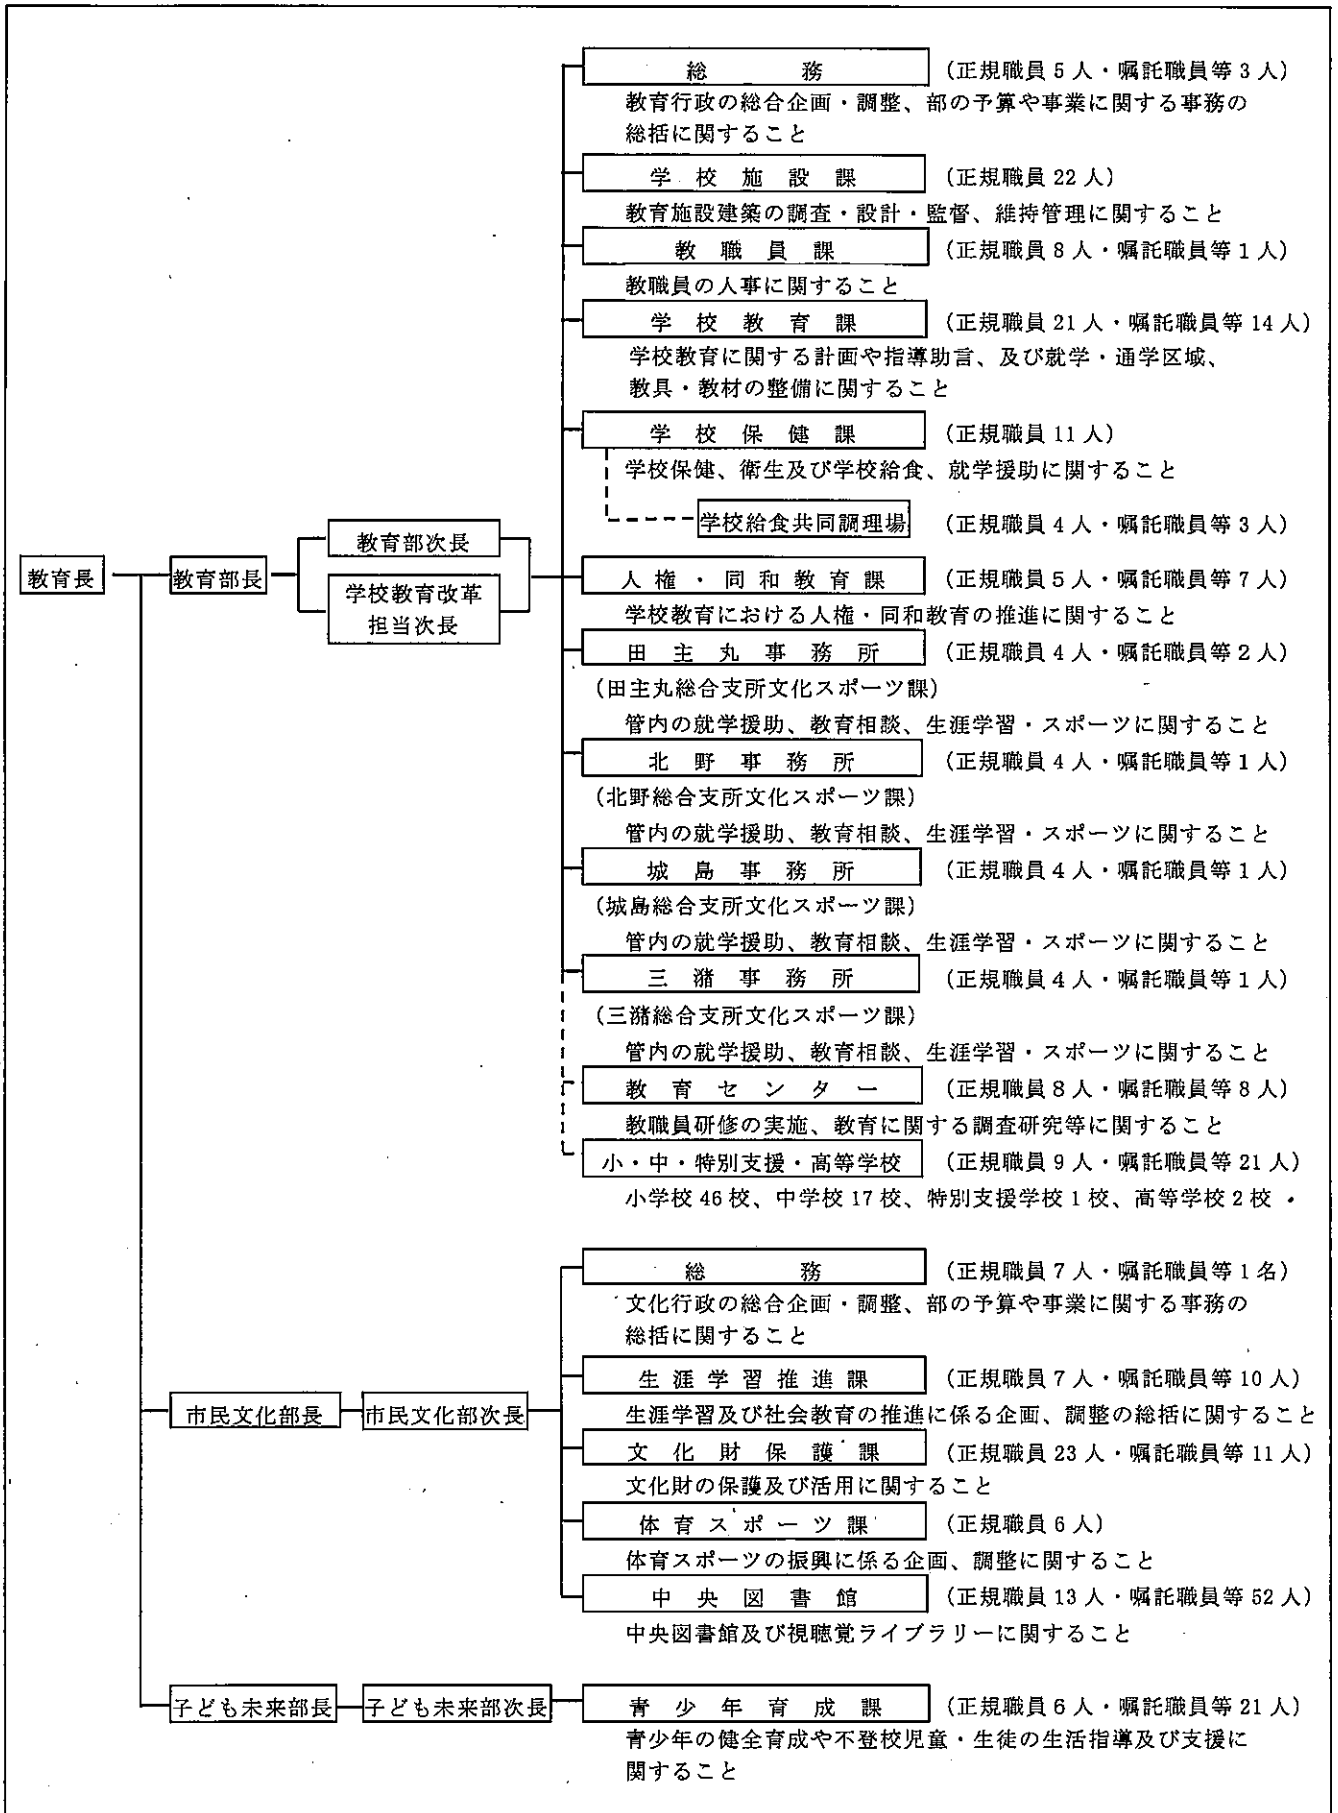 総務 (正規職員5人・嘱託職員等3人)
教育行政の総合企画・調整、部の予算や事業に関する事務の
総括に関すること
学校施設課 (正規職員22人)
教育施設建築の調査・設計・監督、維持管理に関すること
教職員課 (正規職員8人・嘱託職員等1人)
教職員の人事に関すること
学校教育課 (正規職員21人・嘱託職員等14人)
学校教育に関する計画や指導助言、及び就学・通学区域、
教具・教材の整備に関すること
学校保健課 (正規職員11人)
学校保健、衛生及び学校給食、就学援助に関すること
学校給食共同調理場 (正規職員4人・嘱託職員等3人)
教育長
教育部長
教育部次長
学校教育改革
担当次長
人権・同和教育課 (正規職員5人・嘱託職員等7人)
学校教育における人権・同和教育の推進に関すること
田主丸事務所 (正規職員4人・嘱託職員等2人)
(田主丸総合支所文化スポーツ課)
管内の就学援助、教育相談、生涯学習・スポーツに関すること
北野事務所 (正規職員4人・嘱託職員等1人)
(北野総合支所文化スポーツ課)
管内の就学援助、教育相談、生涯学習・スポーツに関すること
城島事務所 (正規職員4人・嘱託職員等1人)
(城島総合支所文化スポーツ課)
管内の就学援助、教育相談、生涯学習・スポーツに関すること
三潴事務所 (正規職員4人・嘱託職員等1人)
(三潴総合支所文化スポーツ課)
管内の就学援助、教育相談、生涯学習・スポーツに関すること
教育センター (正規職員8人・嘱託職員等8人)
教職員研修の実施、教育に関する調査研究等に関すること
小・中・特別支援・高等学校 (正規職員9人・嘱託職員等21人)
小学校46校、中学校17校、特別支援学校1校、高等学校2校
総務 (正規職員7人・嘱託職員等1名)
文化行政の総合企画・調整、部の予算や事業に関する事務の
総括に関すること
生涯学習推進課 (正規職員7人・嘱託職員等10人)
市民文化部長
市民文化部次長
生涯学習及び社会教育の推進に係る企画、調整の総括に関すること
文化財保護課 (正規職員23人・嘱託職員等11人)
文化財の保護及び活用に関すること
体育スポーツ課 (正規職員6人)
体育スポーツの振興に係る企画、調整に関すること
中央図書館 (正規職員13人・嘱託職員等52人)
中央図書館及び視聴覚ライブラリーに関すること
子ども未来部長
子ども未来部次長
青少年育成課 (正規職員6人・嘱託職員等21人)
青少年の健全育成や不登校児童・生徒の生活指導及び支援に
関すること